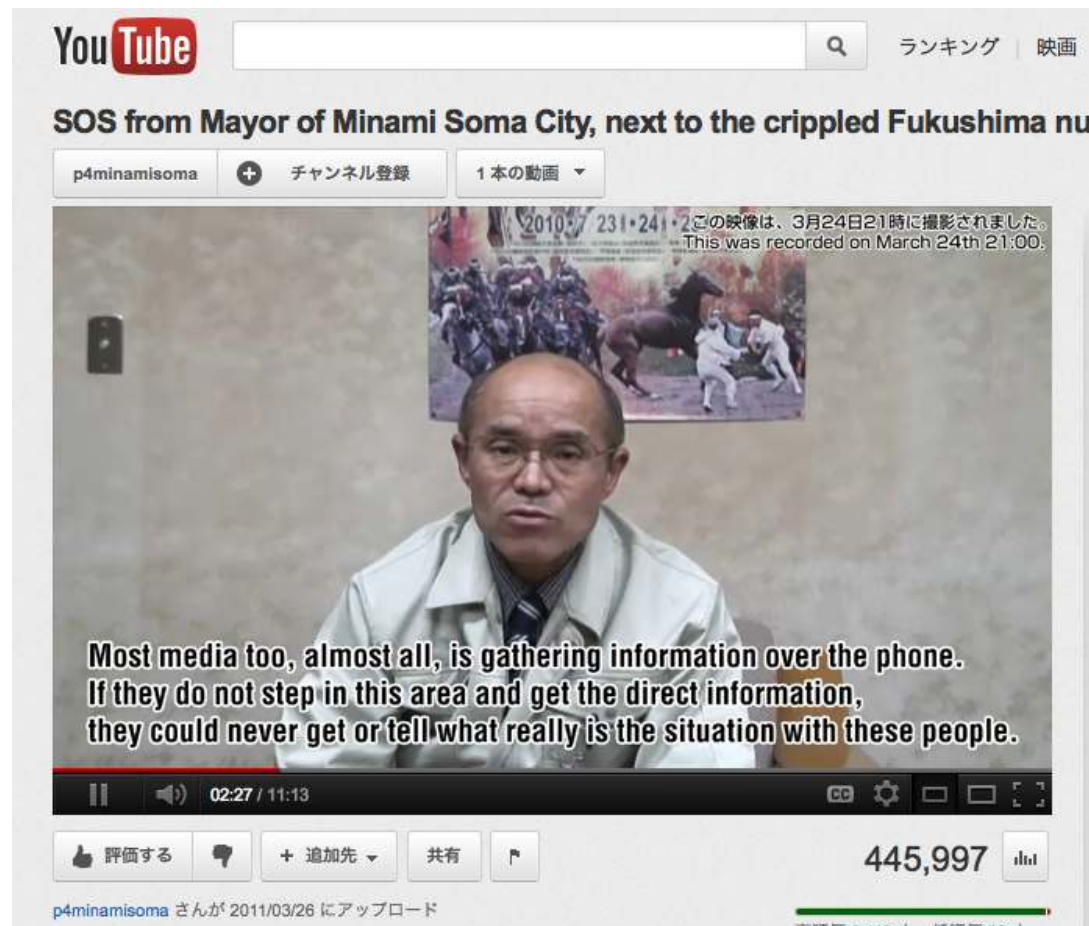 YouTube
ランキング
映画
SOS from Mayor of Minami Soma City, next to the crippled Fukushima nu
p4minamisoma
チャンネル登録
1 本の動画
2010・7/23・24・2
この映像は、3月24日21時に撮影されました。
This was recorded on March 24th 21:00.
Most media too, almost all, is gathering information over the phone.
If they do not step in this area and get the direct information,
they could never get or tell what really is the situation with these people.
02:27 / 11:13
CC
評価する
+ 追加先
共有
445,997
p4minamisoma さんが 2011/03/26 にアップロード